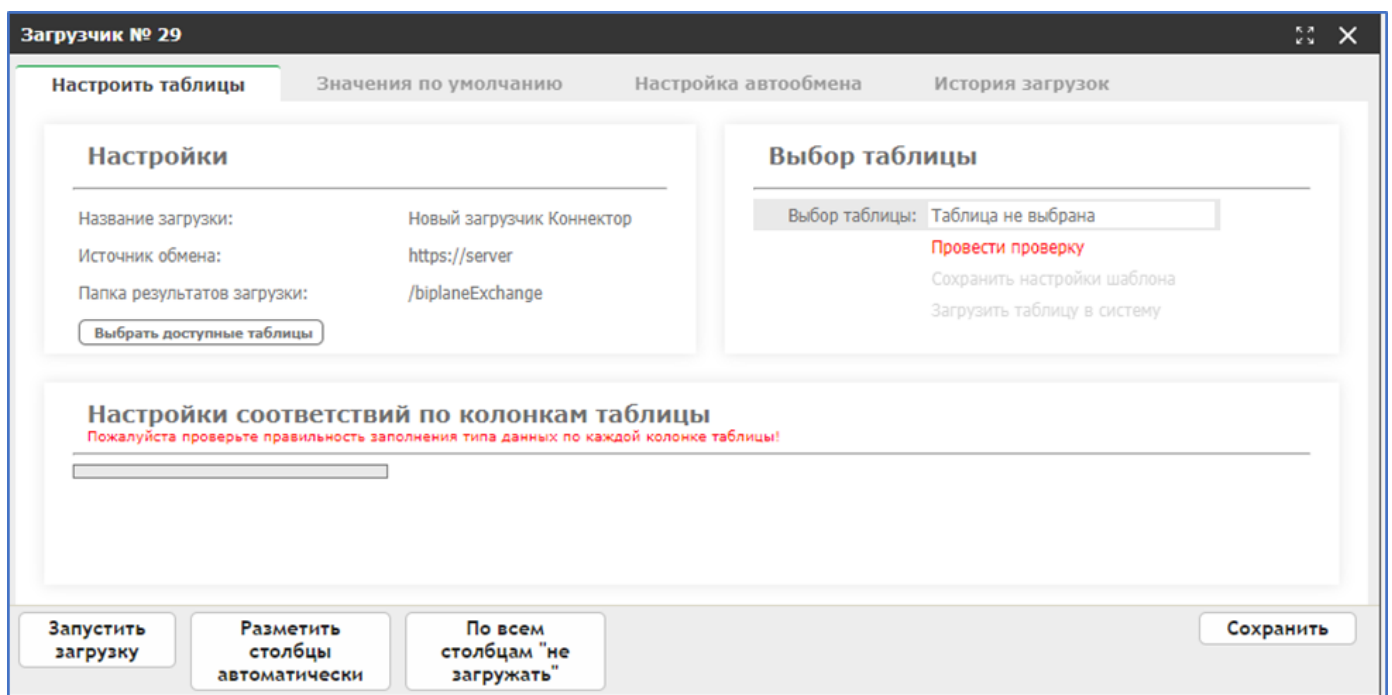 Загрузчик № 29
Настроить таблицы Значения по умолчанию Настройка автообмена История загрузок
Настройки
Название загрузки: Новый загрузчик Коннектор
Источник обмена: https://server
Папка результатов загрузки: /biplaneExchange
Выбрать доступные таблицы
Выбор таблицы
Выбор таблицы: Таблица не выбрана
Провести проверку
Сохранить настройки шаблона
Загрузить таблицу в систему
Настройки соответствий по колонкам таблицы
Пожалуйста проверьте правильность заполнения типа данных по каждой колонке таблицы!
Запустить
загрузку
Разметить
столбцы
автоматически
По всем
столбцам "не
загружать"
Сохранить